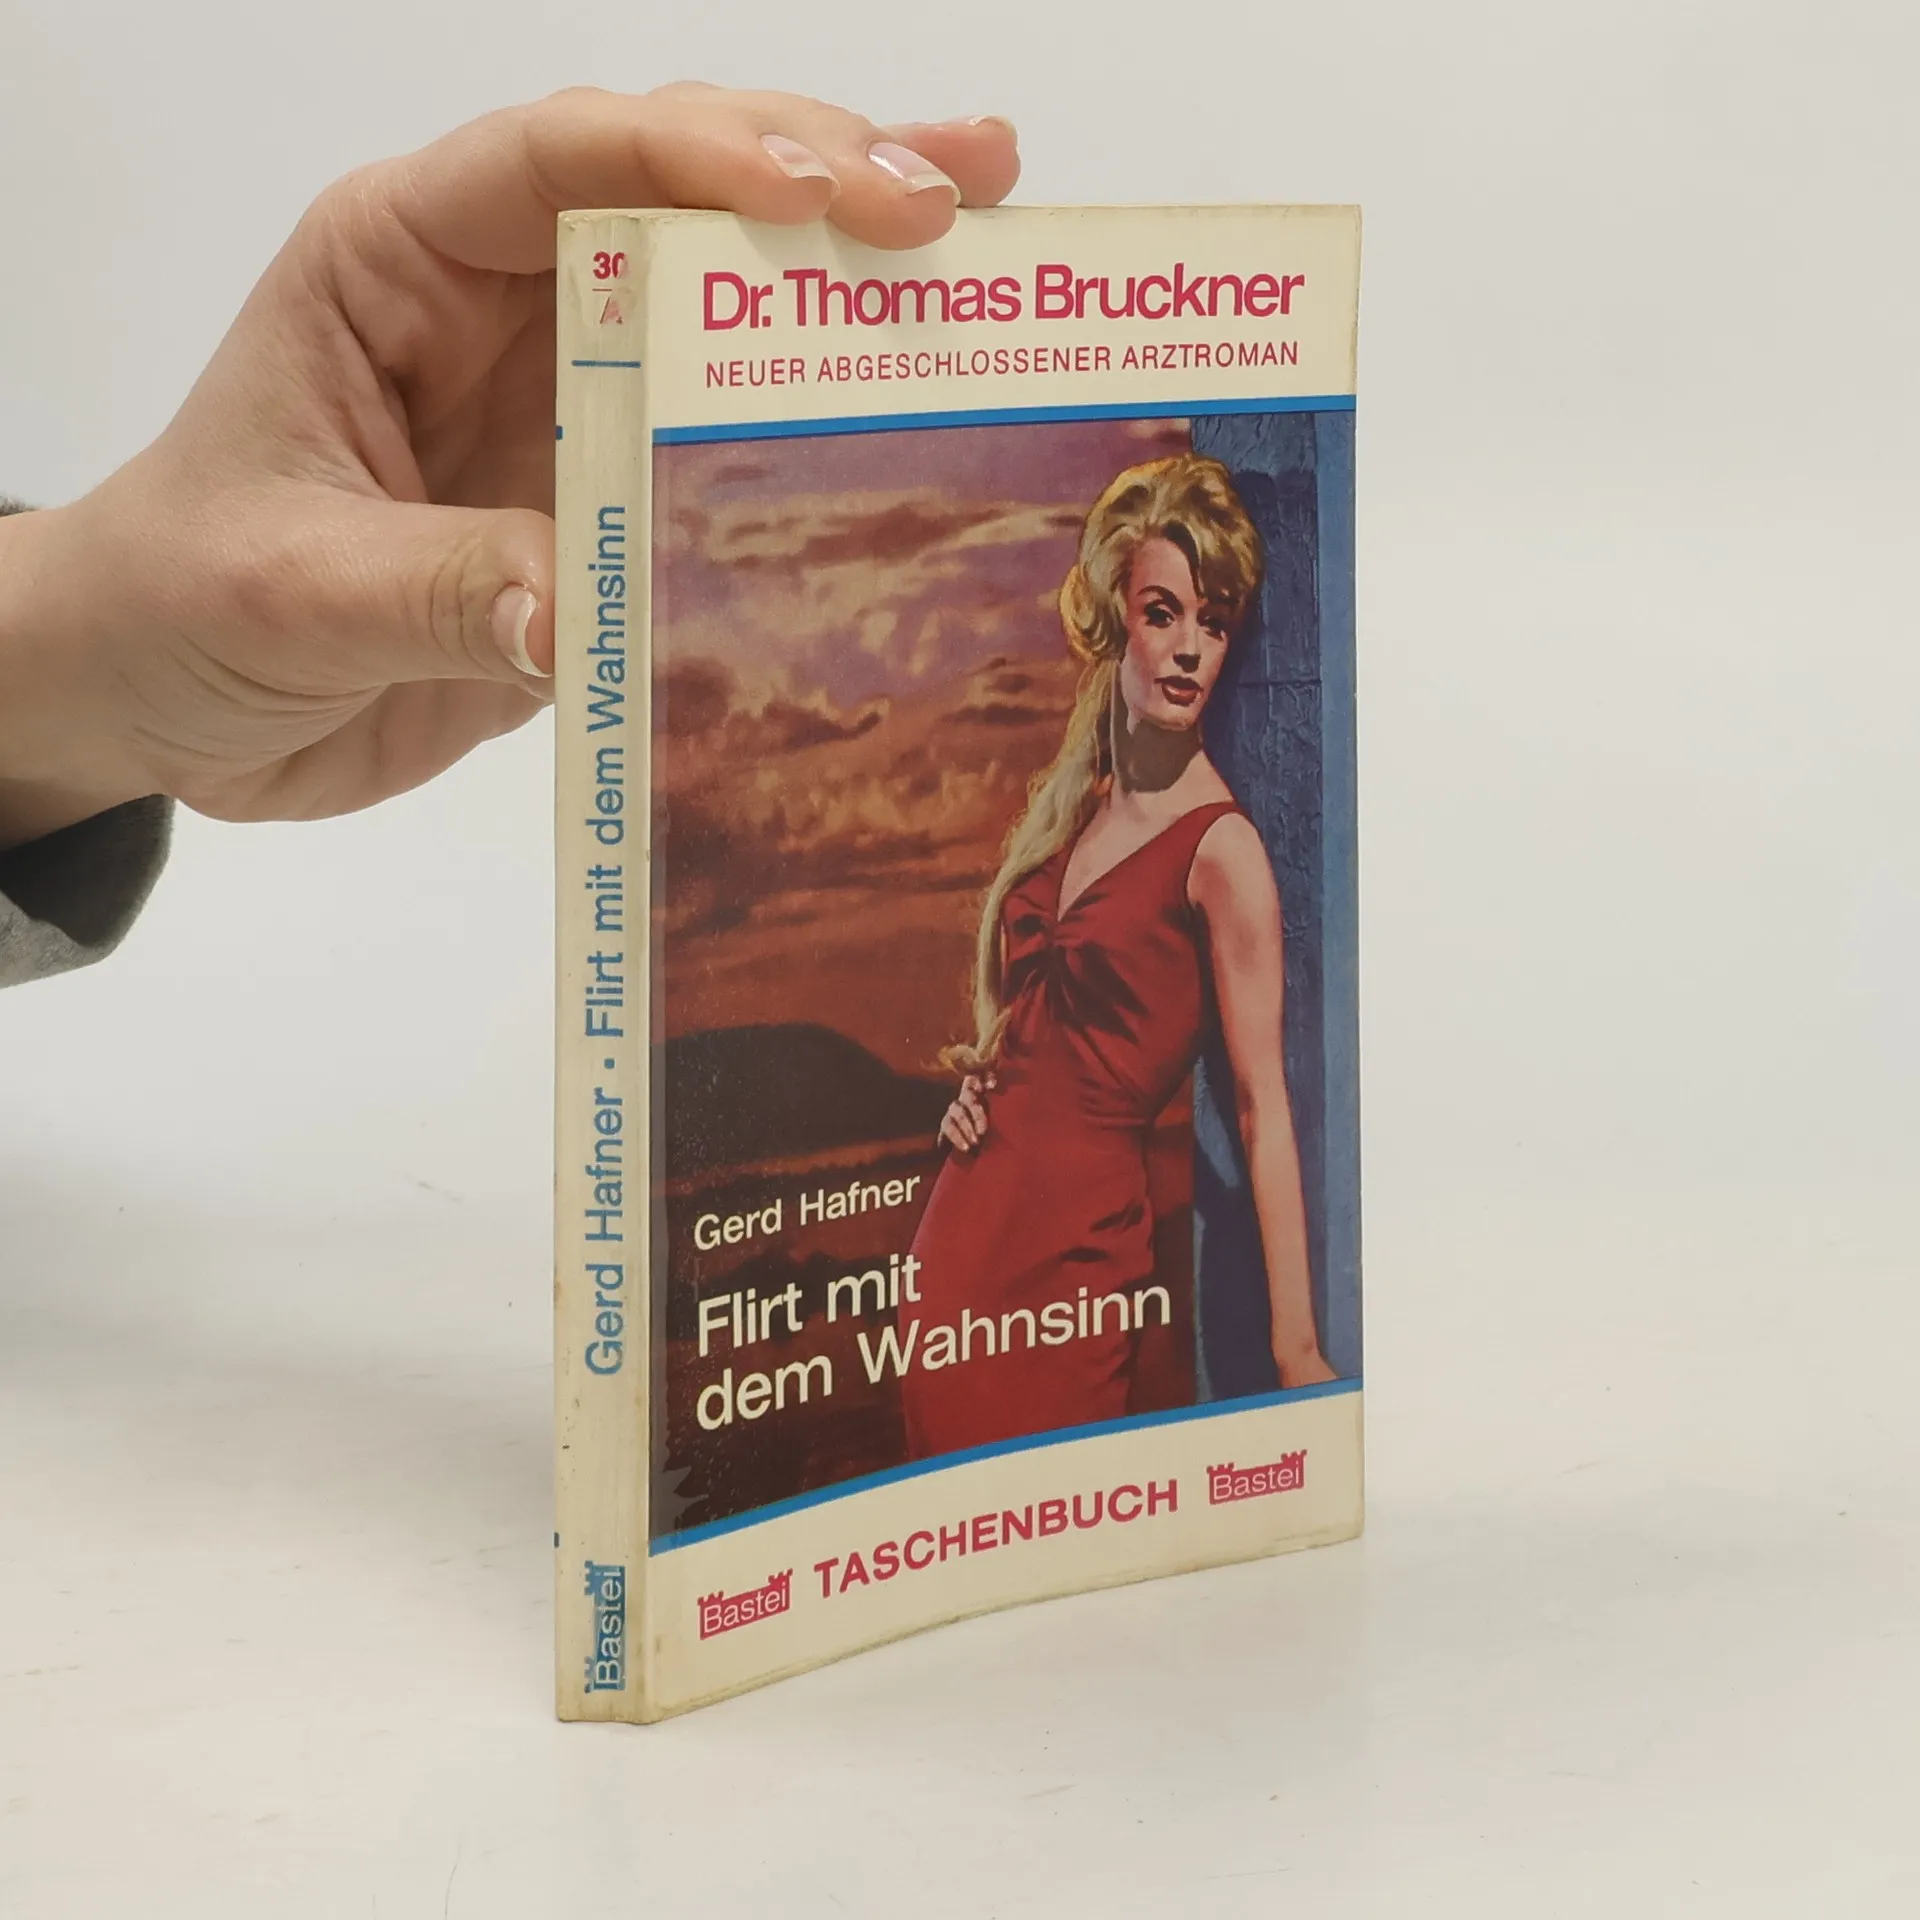 30
A
Gerd Hafner · Flirt mit dem Wahnsinn
Bastei
Dr. Thomas Bruckner
NEUER ABGESCHLOSSENER ARZTROMAN
Gerd Hafner
Flirt mit
dem Wahnsinn
Bastei TASCHENBUCH Bastei